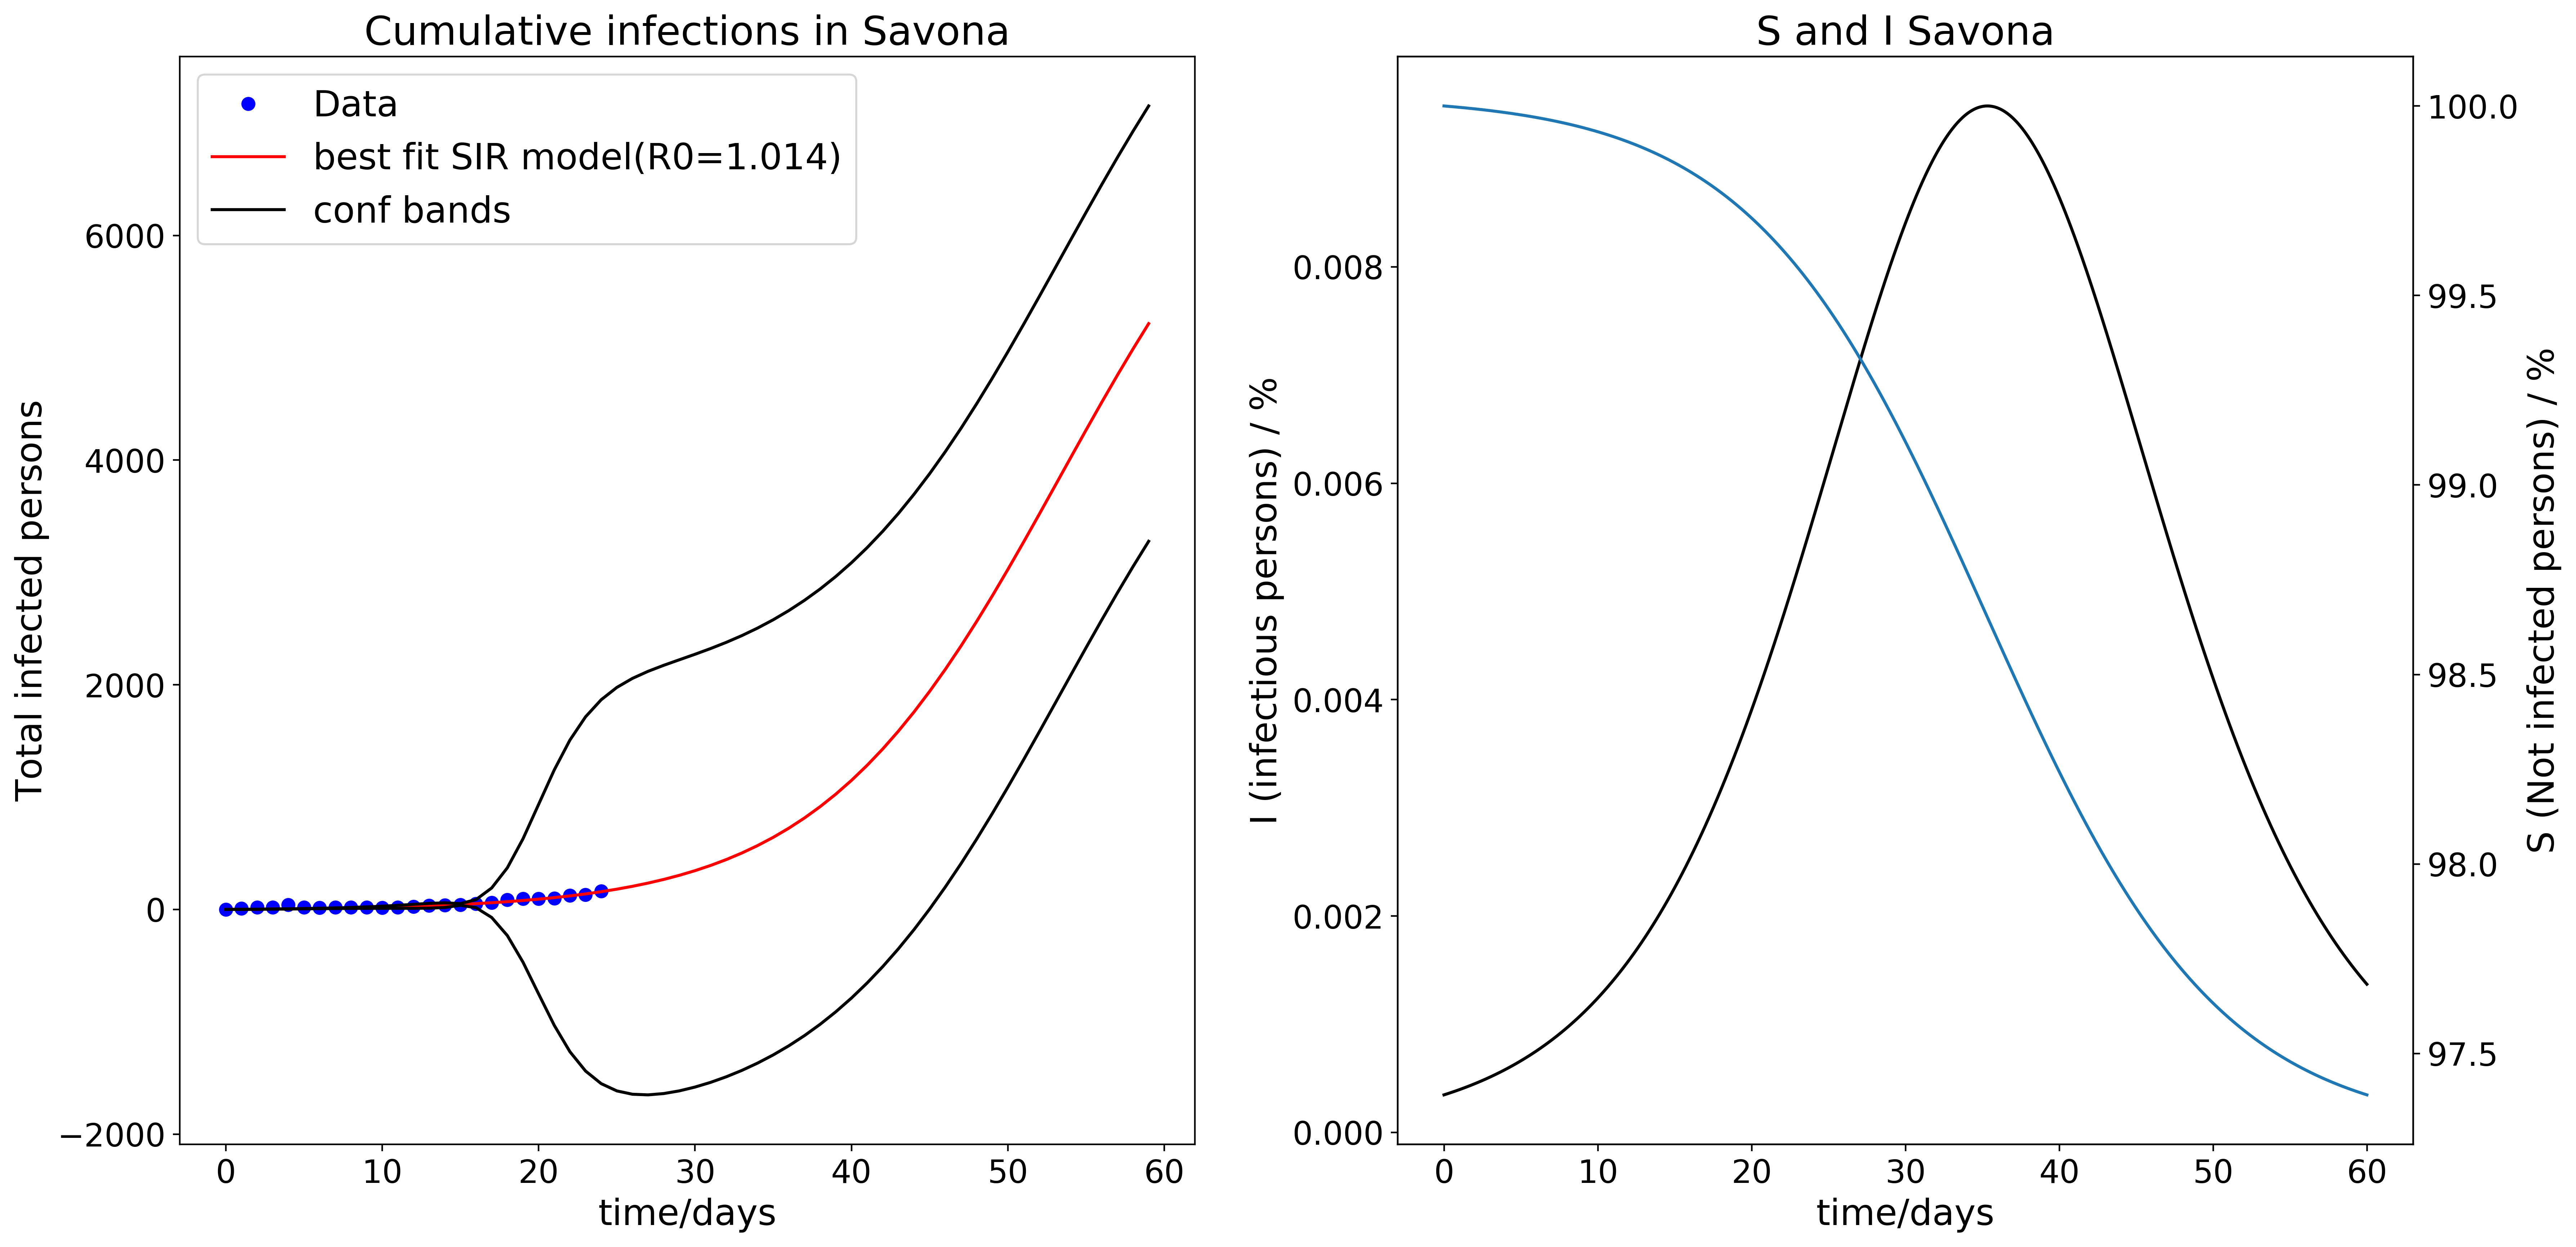 Cumulative infections in Savona
Data
best fit SIR model(R0=1.014)
conf bands
Total infected persons
6000
4000
2000
0
−2000
0 10 20 30 40 50 60
time/days
S and I Savona
I (infectious persons) / %
0.008
0.006
0.004
0.002
0.000
100.0
99.5
99.0
98.5
98.0
97.5
S (Not infected persons) / %
0 10 20 30 40 50 60
time/days